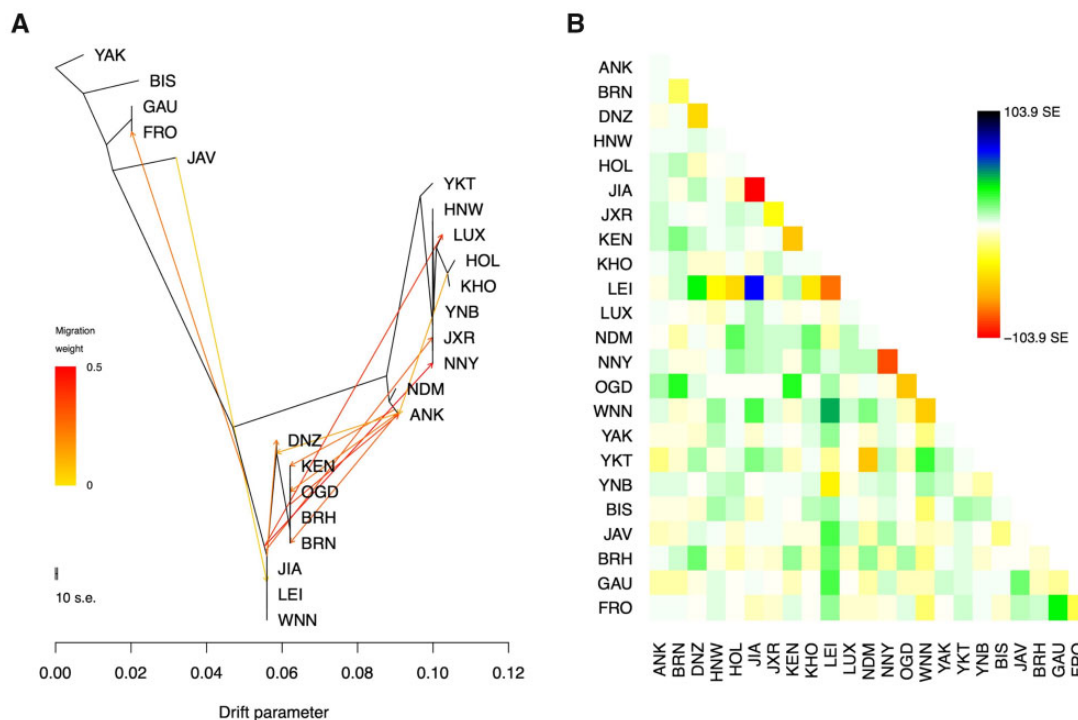 A
YAK
BIS
GAU
FRO
JAV
YKT
HNW
LUX
HOL
KHO
YNB
JXR
NNY
NDM
ANK
DNZ
KEN
OGD
BRH
BRN
JIA
LEI
WNN
Migration
weight
0.5
0
10 s.e.
0.00 0.02 0.04 0.06 0.08 0.10 0.12
Drift parameter
B
ANK
BRN
DNZ
HNW
HOL
JIA
JXR
KEN
KHO
LEI
LUX
NDM
NNY
OGD
WNN
YAK
YKT
YNB
BIS
JAV
BRH
GAU
FRO
103.9 SE
−103.9 SE
ANK BRN DNZ HNW HOL JIA JXR KEN KHO LEI LUX NDM NNY OGD WNN YAK YKT YNB BIS JAV BRH GAU FRO